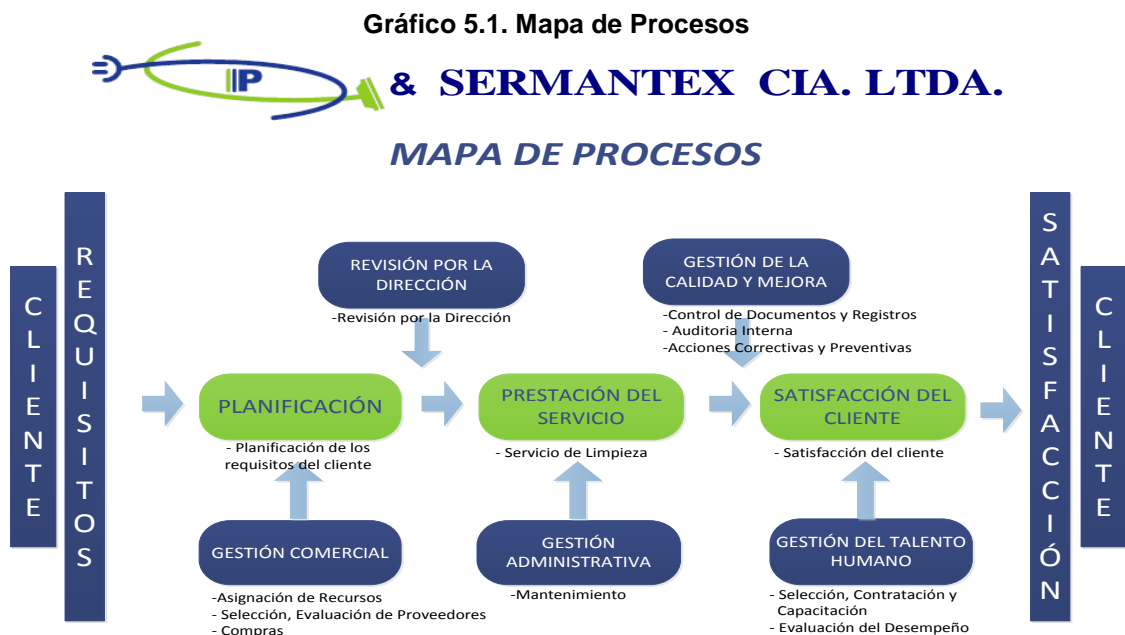 Gráfico 5.1. Mapa de Procesos
IIP
& SERMANTEX CIA. LTDA.
MAPA DE PROCESOS
CLIENTE
REQUISITOS
REVISIÓN POR LA
DIRECCIÓN
-Revisión por la Dirección
GESTIÓN DE LA
CALIDAD Y MEJORA
-Control de Documentos y Registros
- Auditoria Interna
-Acciones Correctivas y Preventivas
PLANIFICACIÓN
- Planificación de los
requisitos del cliente
PRESTACIÓN DEL
SERVICIO
- Servicio de Limpieza
SATISFACCIÓN DEL
CLIENTE
- Satisfacción del cliente
GESTIÓN COMERCIAL
-Asignación de Recursos
- Selección, Evaluación de Proveedores
- Compras
GESTIÓN
ADMINISTRATIVA
-Mantenimiento
GESTIÓN DEL TALENTO
HUMANO
- Selección, Contratación y
Capacitación
- Evaluación del Desempeño
SATISFACCIÓN
CLIENTE